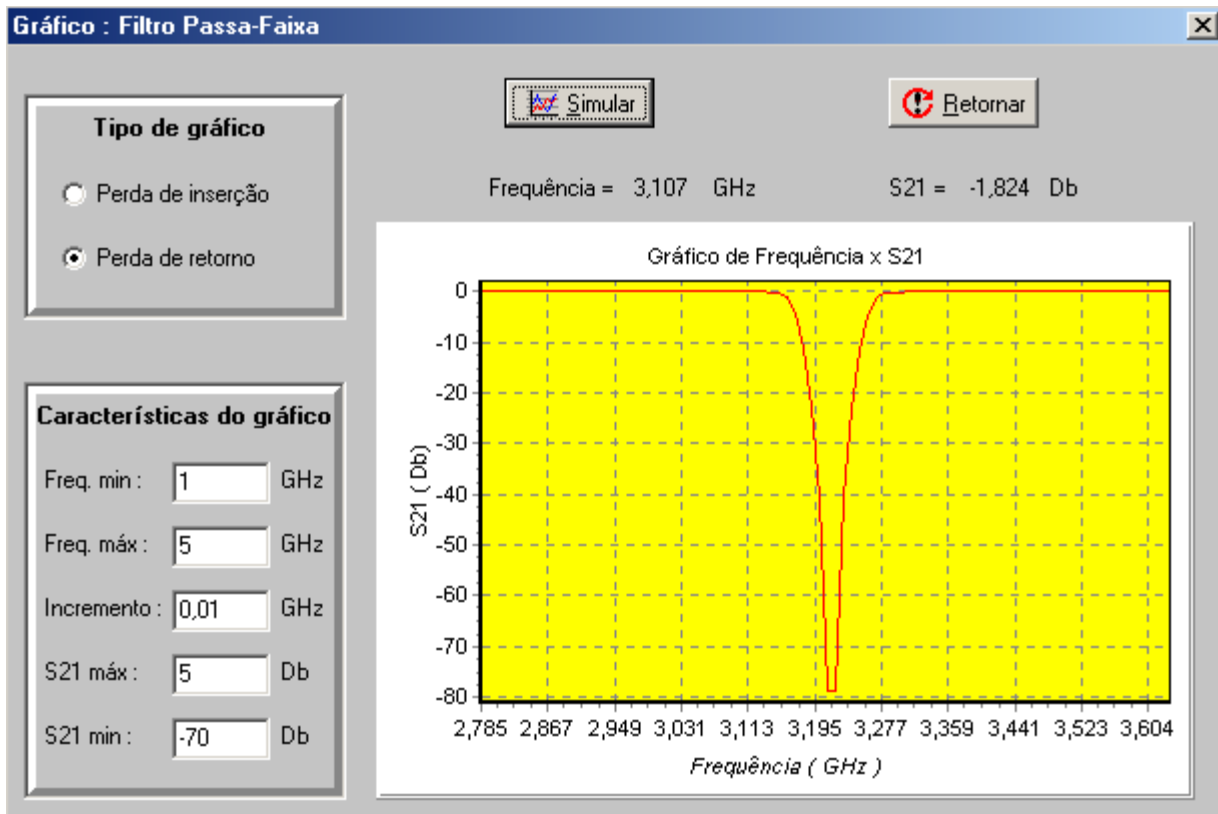 Gráfico : Filtro Passa-Faixa
Simular
Retornar
Tipo de gráfico
Perda de inserção
Perda de retorno
Frequência = 3,107 GHz
S21 = -1,824 Db
Gráfico de Frequência x S21
0
-10
-20
-30
-40
-50
-60
-70
-80
S21 ( Db)
2,785 2,867 2,949 3,031 3,113 3,195 3,277 3,359 3,441 3,523 3,604
Frequência ( GHz )
Características do gráfico
Freq. min : 1 GHz
Freq. máx : 5 GHz
Incremento : 0,01 GHz
S21 máx : 5 Db
S21 min : -70 Db